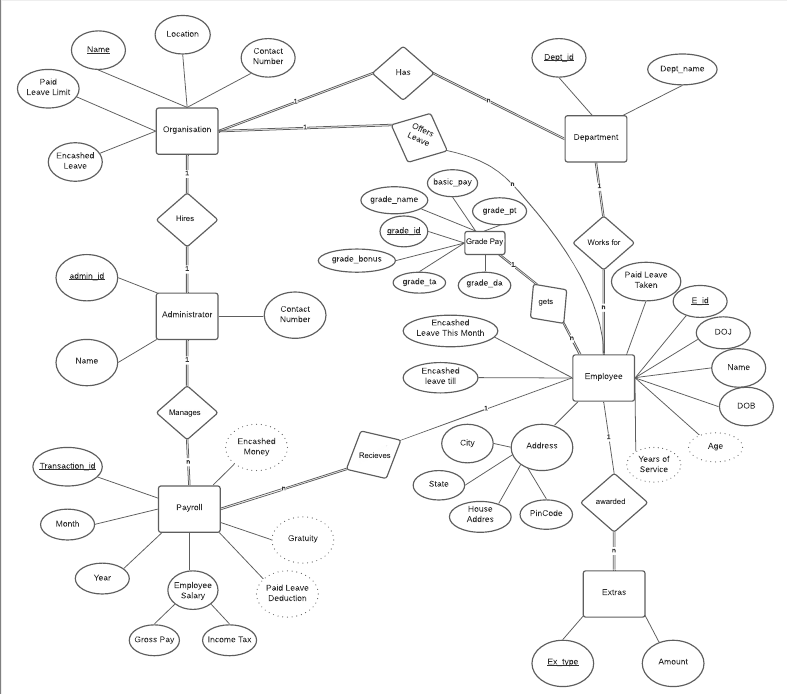 Name
Location
Contact
Number
Paid
Leave Limit
Encashed
Leave
Organisation
1
Has
n
Dept_id
Dept_name
Department
1
Offers
Leave
n
1
Hires
1
1
Works for
n
basic_pay
grade_name
grade_pt
grade_id
Grade Pay
grade_bonus
grade_ta
grade_da
1
gets
n
admin_id
Administrator
Contact
Number
Name
1
Manages
n
Paid Leave
Taken
E_id
DOJ
Name
DOB
Age
Years of
Service
Employee
Encashed
Leave This Month
Encashed
leave till
1
Recieves
n
City
Address
State
House
Addres
PinCode
1
awarded
n
Extras
Ex_type
Amount
Encashed
Money
Transaction_id
Payroll
Month
Year
Gratuity
Paid Leave
Deduction
Employee
Salary
Gross Pay
Income Tax